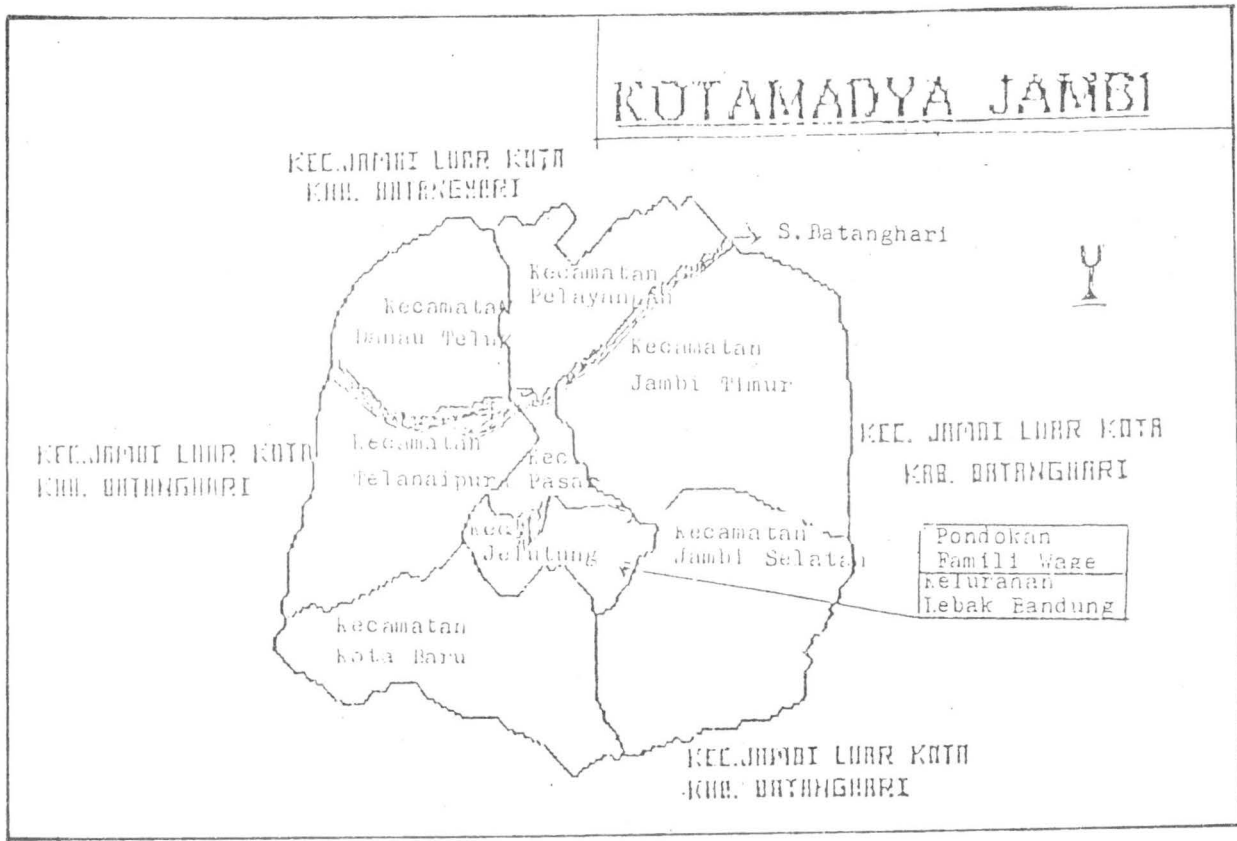 KOTAMADYA JAMBI
KEC.JAMBI LUAR KOTA
KAB. BATANGHARI
S.Batanghari
U
Kecamatan
Pelayangan
Kecamatan
Danau Teluk
Kecamatan
Jambi Timur
KEC.JAMBI LUAR KOTA
KAB. BATANGHARI
Kecamatan
Telanaipura
Kec.
Pasar
KEC. JAMBI LUAR KOTA
KAB. BATANGHARI
Kec.
Jelutung
Kecamatan
Jambi Selatan
Pondokan
Famili Wage
Kelurahan
Lebak Bandung
Kecamatan
Kota Baru
KEC.JAMBI LUAR KOTA
KAB. BATANGHARI